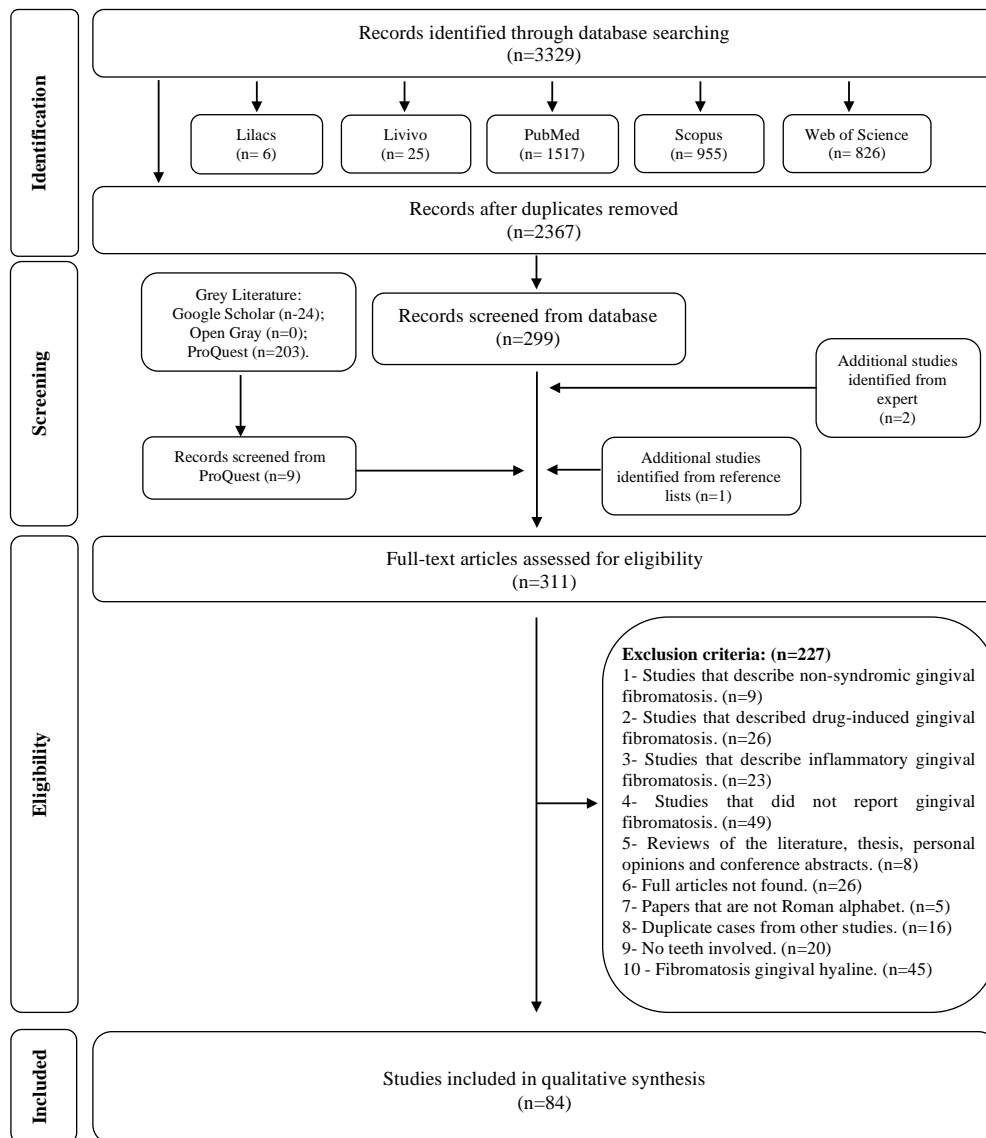 Identification
Records identified through database searching
(n=3329)
Lilacs
(n= 6)
Livivo
(n= 25)
PubMed
(n= 1517)
Scopus
(n= 955)
Web of Science
(n= 826)
Records after duplicates removed
(n=2367)
Screening
Grey Literature:
Google Scholar (n-24);
Open Gray (n=0);
ProQuest (n=203).
Records screened from database
(n=299)
Additional studies
identified from
expert
(n=2)
Records screened from
ProQuest (n=9)
Additional studies
identified from reference
lists (n=1)
Eligibility
Full-text articles assessed for eligibility
(n=311)
Exclusion criteria: (n=227)
1- Studies that describe non-syndromic gingival
fibromatosis. (n=9)
2- Studies that described drug-induced gingival
fibromatosis. (n=26)
3- Studies that describe inflammatory gingival
fibromatosis. (n=23)
4- Studies that did not report gingival
fibromatosis. (n=49)
5- Reviews of the literature, thesis, personal
opinions and conference abstracts. (n=8)
6- Full articles not found. (n=26)
7- Papers that are not Roman alphabet. (n=5)
8- Duplicate cases from other studies. (n=16)
9- No teeth involved. (n=20)
10 - Fibromatosis gingival hyaline. (n=45)
Included
Studies included in qualitative synthesis
(n=84)